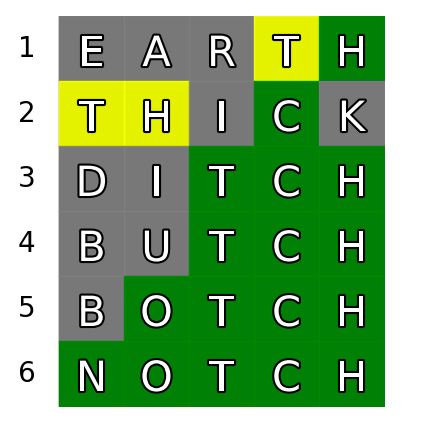 1 E A R T H
2 T H I C K
3 D I T C H
4 B U T C H
5 B O T C H
6 N O T C H